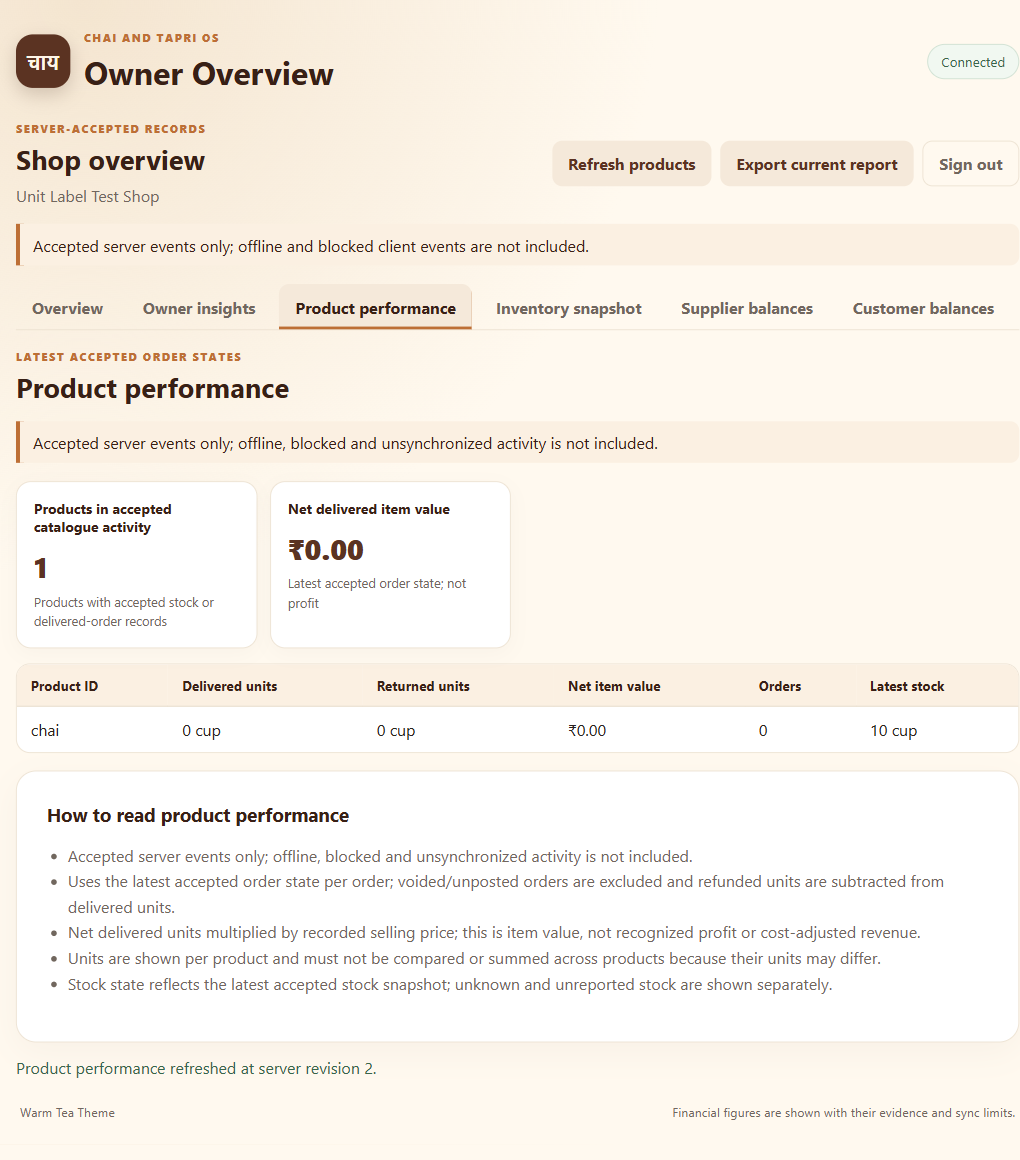 चाय
CHAI AND TAPRI OS
Owner Overview
Connected
SERVER-ACCEPTED RECORDS
Shop overview
Unit Label Test Shop
Refresh products
Export current report
Sign out
Accepted server events only; offline and blocked client events are not included.
Overview
Owner insights
Product performance
Inventory snapshot
Supplier balances
Customer balances
LATEST ACCEPTED ORDER STATES
Product performance
Accepted server events only; offline, blocked and unsynchronized activity is not included.
Products in accepted
catalogue activity
1
Products with accepted stock or
delivered-order records
Net delivered item value
₹0.00
Latest accepted order state; not
profit
Product ID Delivered units Returned units Net item value Orders Latest stock
chai 0 cup 0 cup ₹0.00 0 10 cup
How to read product performance
• Accepted server events only; offline, blocked and unsynchronized activity is not included.
• Uses the latest accepted order state per order; voided/unposted orders are excluded and refunded units are subtracted from
delivered units.
• Net delivered units multiplied by recorded selling price; this is item value, not recognized profit or cost-adjusted revenue.
• Units are shown per product and must not be compared or summed across products because their units may differ.
• Stock state reflects the latest accepted stock snapshot; unknown and unreported stock are shown separately.
Product performance refreshed at server revision 2.
Warm Tea Theme
Financial figures are shown with their evidence and sync limits.